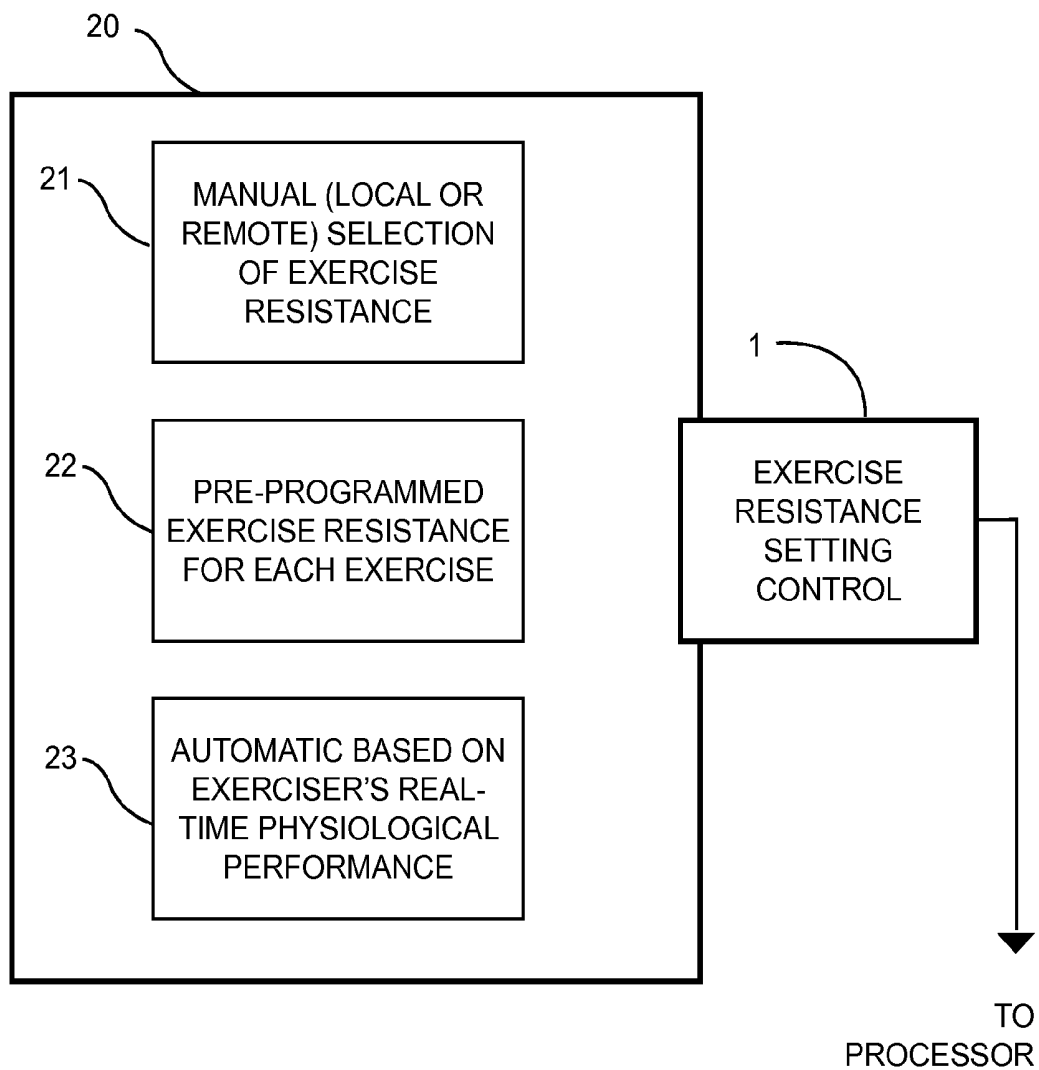 20
21
MANUAL (LOCAL OR
REMOTE) SELECTION
OF EXERCISE
RESISTANCE
1
22
PRE-PROGRAMMED
EXERCISE RESISTANCE
FOR EACH EXERCISE
EXERCISE
RESISTANCE
SETTING
CONTROL
23
AUTOMATIC BASED ON
EXERCISER’S REAL-
TIME PHYSIOLOGICAL
PERFORMANCE
TO
PROCESSOR